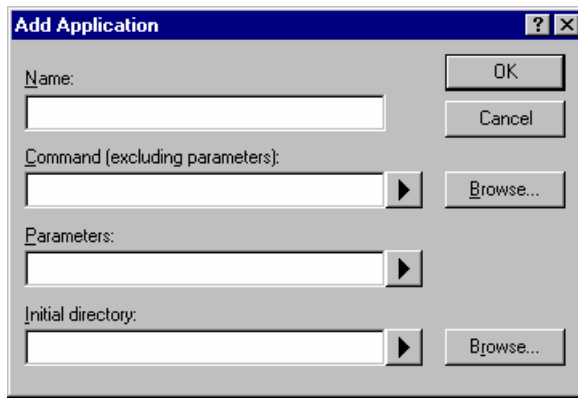 Add Application
Name:
OK
Cancel
Command (excluding parameters):
Browse...
Parameters:
Initial directory:
Browse...